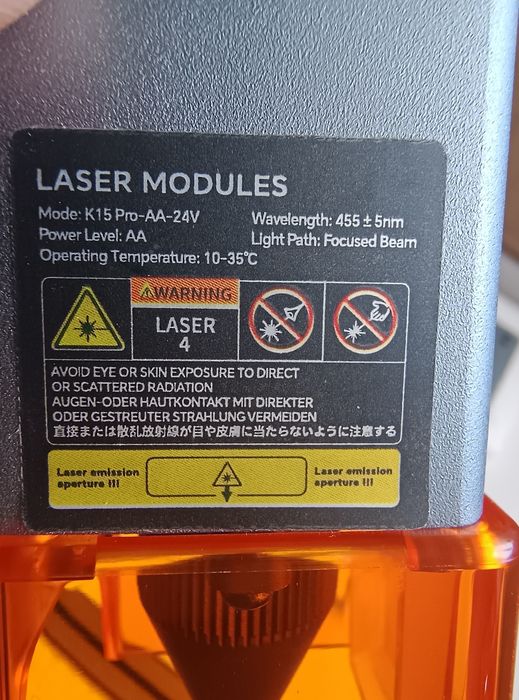 LASER MODULES
Mode: K15 Pro-AA-24V
Wavelength: 455 ± 5nm
Power Level: AA
Light Path: Focused Beam
Operating Temperature: 10-35℃
WARNING
LASER
4
AVOID EYE OR SKIN EXPOSURE TO DIRECT
OR SCATTERED RADIATION
AUGEN-ODER HAUTKONTAKT MIT DIREKTER
ODER GESTREUTER STRAHLUNG VERMEIDEN
直接または散乱放射線が目や皮膚に当たらないように注意する
Laser emission
aperture !!!
Laser emission
aperture !!!